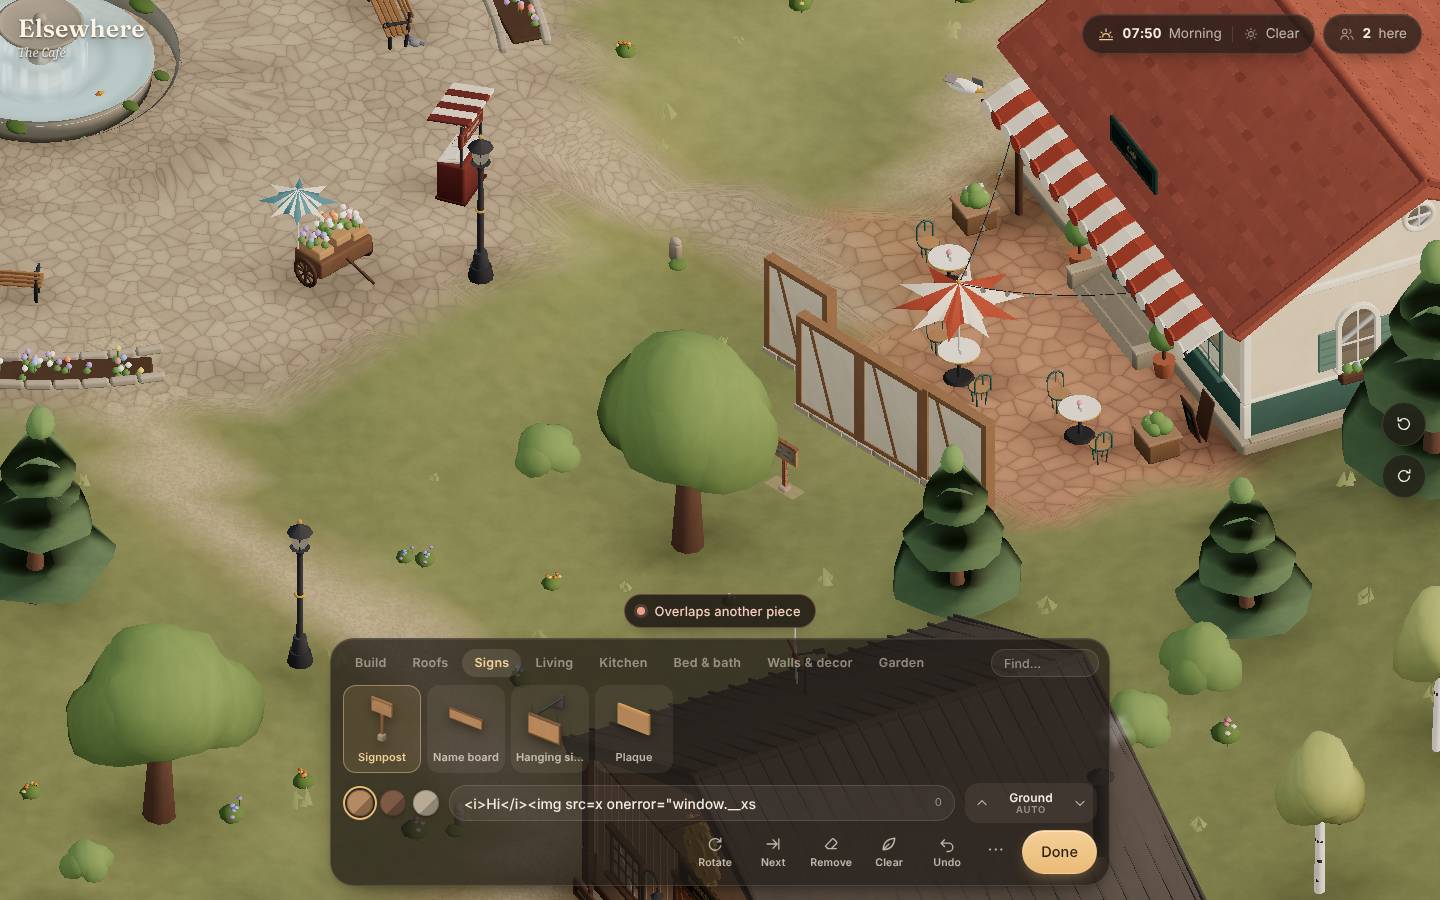 Elsewhere
The Café
07:50 Morning
Clear
2 here
Overlaps another piece
Build
Roofs
Signs
Living
Kitchen
Bed & bath
Walls & decor
Garden
Find...
Signpost
Name board
Hanging si...
Plaque
<i>Hi</i><img src=x onerror="window.__xs
0
Ground
AUTO
Rotate
Next
Remove
Clear
Undo
...
Done